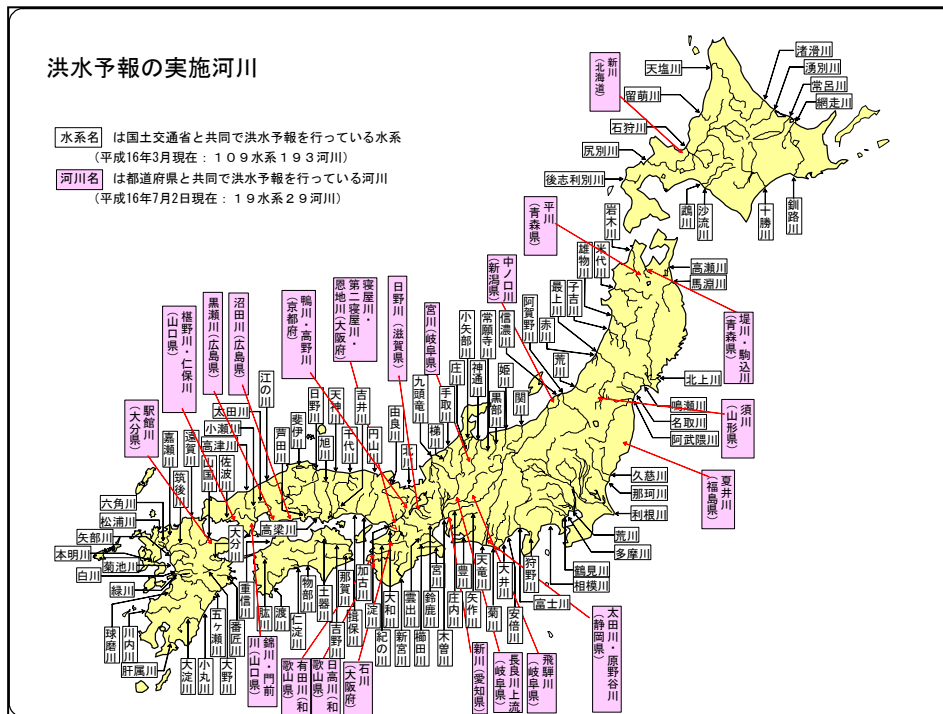 洪水予報の実施河川
水系名 は国土交通省と共同で洪水予報を行っている水系
(平成16年3月現在：109水系193河川)
河川名 は都道府県と共同で洪水予報を行っている河川
(平成16年7月2日現在：19水系29河川)
新川(北海道)
天塩川
留萌川
石狩川
尻別川
後志利別川
渚滑川
湧別川
常呂川
網走川
鵡川
沙流川
十勝川
釧路川
平川(青森県)
岩木川
米代川
雄物川
子吉川
最上川
赤川
荒川
阿賀野
信濃川
中ノ口川(新潟県)
高瀬川
馬淵川
堤川・駒込川(青森県)
北上川
鳴瀬川
名取川
阿武隈川
須川(山形県)
夏井川(福島県)
久慈川
那珂川
利根川
荒川
多摩川
鶴見川
相模川
富士川
狩野川
安倍川
大井川
菊川
天竜川
豊川
矢作川
庄内川
木曽川
鈴鹿川
宮川
雲出川
櫛田川
新宮川
大和川
紀の川
淀川
加古川
揖保川
那賀川
吉野川
土器川
物部川
仁淀川
渡川
肱川
重信川
関川
姫川
黒部川
常願寺川
神通川
小矢部川
庄川
手取川
梯川
九頭竜川
北川
由良川
円山川
吉井川
千代川
天神川
旭川
日野川
斐伊川
芦田川
江の川
太田川
小瀬川
高津川
高梁川
佐波川
山国川
遠賀川
嘉瀬川
筑後川
六角川
松浦川
矢部川
本明川
菊池川
白川
緑川
球磨川
川内川
肝属川
大淀川
小丸川
五ヶ瀬川
大野川
番匠川
大分川
宮川(岐阜県)
日野川(滋賀県)
寝屋川・第二寝屋川・恩地川(大阪府)
鴨川・高野川(京都府)
沼田川(広島県)
黒瀬川(広島県)
椹野川・仁保川(山口県)
駅館川(大分県)
錦川・門前川(山口県)
有田川(和歌山県)
日高川(和歌山県)
石川(大阪府)
新川(愛知県)
長良川上流(岐阜県)
飛騨川(岐阜県)
太田川・原野谷川(静岡県)